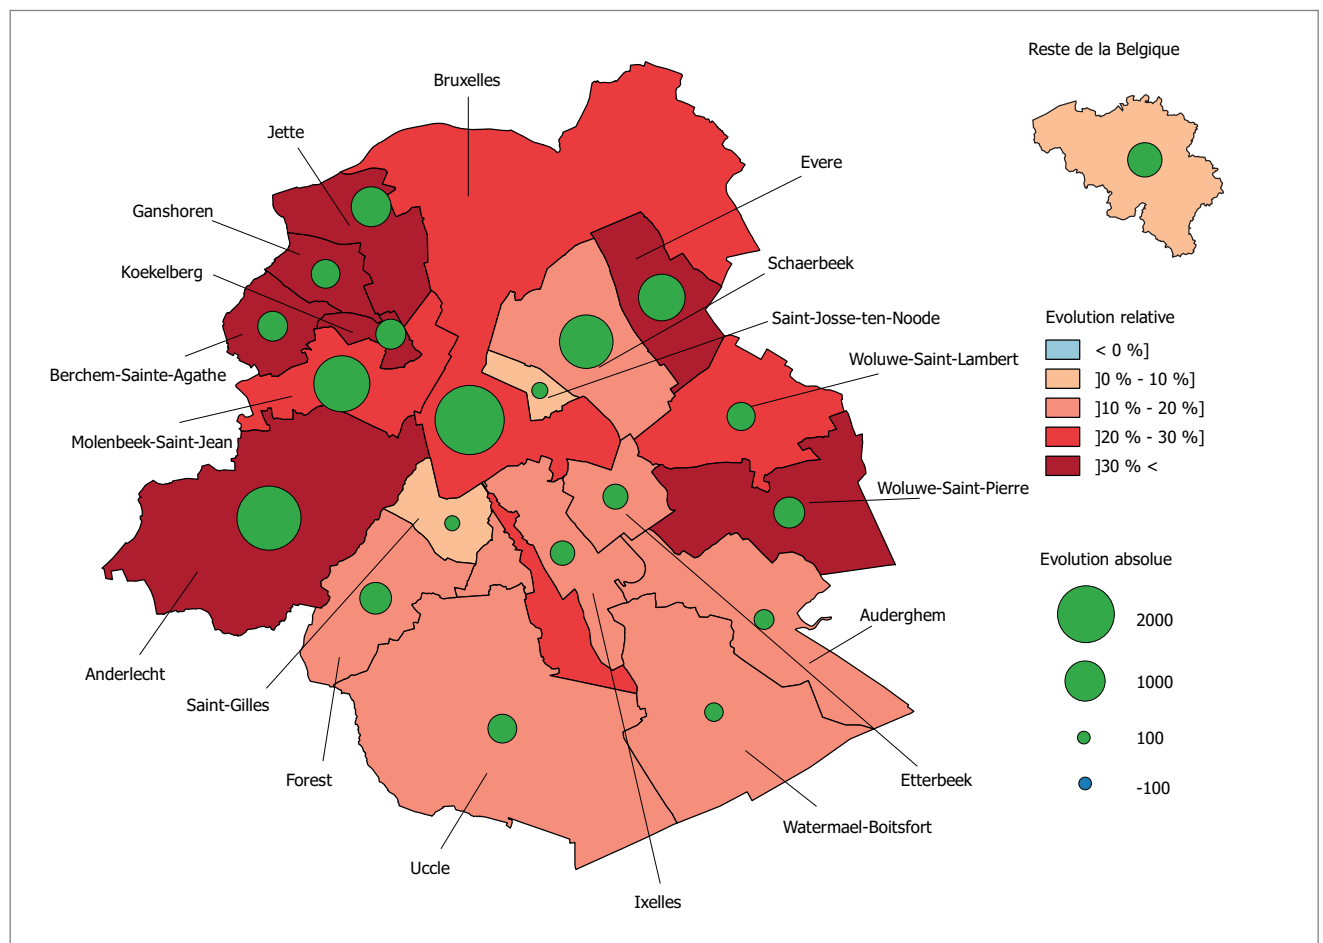 Reste de la Belgique
Bruxelles
Jette
Evere
Ganshoren
Schaerbeek
Koekelberg
Saint-Josse-ten-Noode
Evolution relative
< 0 %]
Woluwe-Saint-Lambert
Berchem-Sainte-Agathe
]0 % - 10 %]
]10 % - 20 %]
Molenbeek-Saint-Jean
]20 % - 30 %]
]30 % <
Woluwe-Saint-Pierre
Evolution absolue
2000
Auderghem
Anderlecht
1000
Saint-Gilles
100
Forest
Etterbeek
-100
Watermael-Boitsfort
Uccle
Ixelles